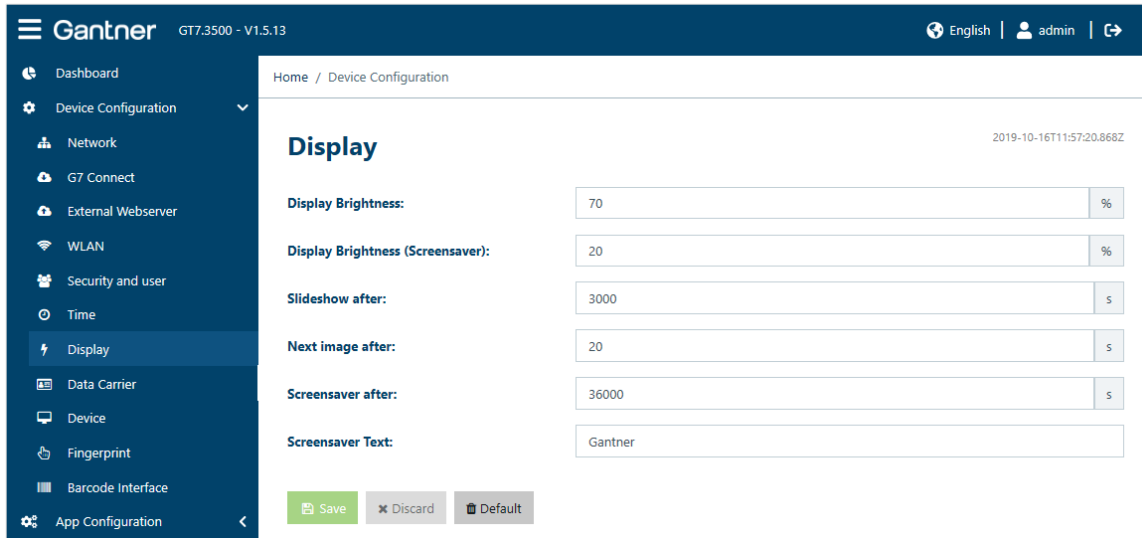 Gantner GT7.3500 - V1.5.13
English | admin |
Dashboard
Device Configuration
Network
G7 Connect
External Webserver
WLAN
Security and user
Time
Display
Data Carrier
Device
Fingerprint
Barcode Interface
App Configuration
Home / Device Configuration
Display
2019-10-16T11:57:20.868Z
Display Brightness: 70 %
Display Brightness (Screensaver): 20 %
Slideshow after: 3000 s
Next image after: 20 s
Screensaver after: 36000 s
Screensaver Text: Gantner
Save Discard Default